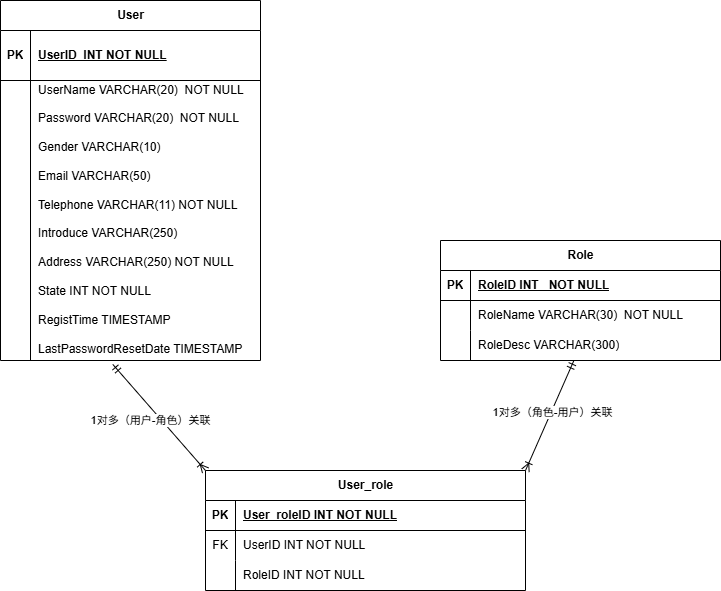 User
PK UserID INT NOT NULL
UserName VARCHAR(20) NOT NULL
Password VARCHAR(20) NOT NULL
Gender VARCHAR(10)
Email VARCHAR(50)
Telephone VARCHAR(11) NOT NULL
Introduce VARCHAR(250)
Address VARCHAR(250) NOT NULL
State INT NOT NULL
RegistTime TIMESTAMP
LastPasswordResetDate TIMESTAMP
Role
PK RoleID INT NOT NULL
RoleName VARCHAR(30) NOT NULL
RoleDesc VARCHAR(300)
1对多（用户-角色）关联
1对多（角色-用户）关联
User_role
PK User_roleID INT NOT NULL
FK UserID INT NOT NULL
RoleID INT NOT NULL